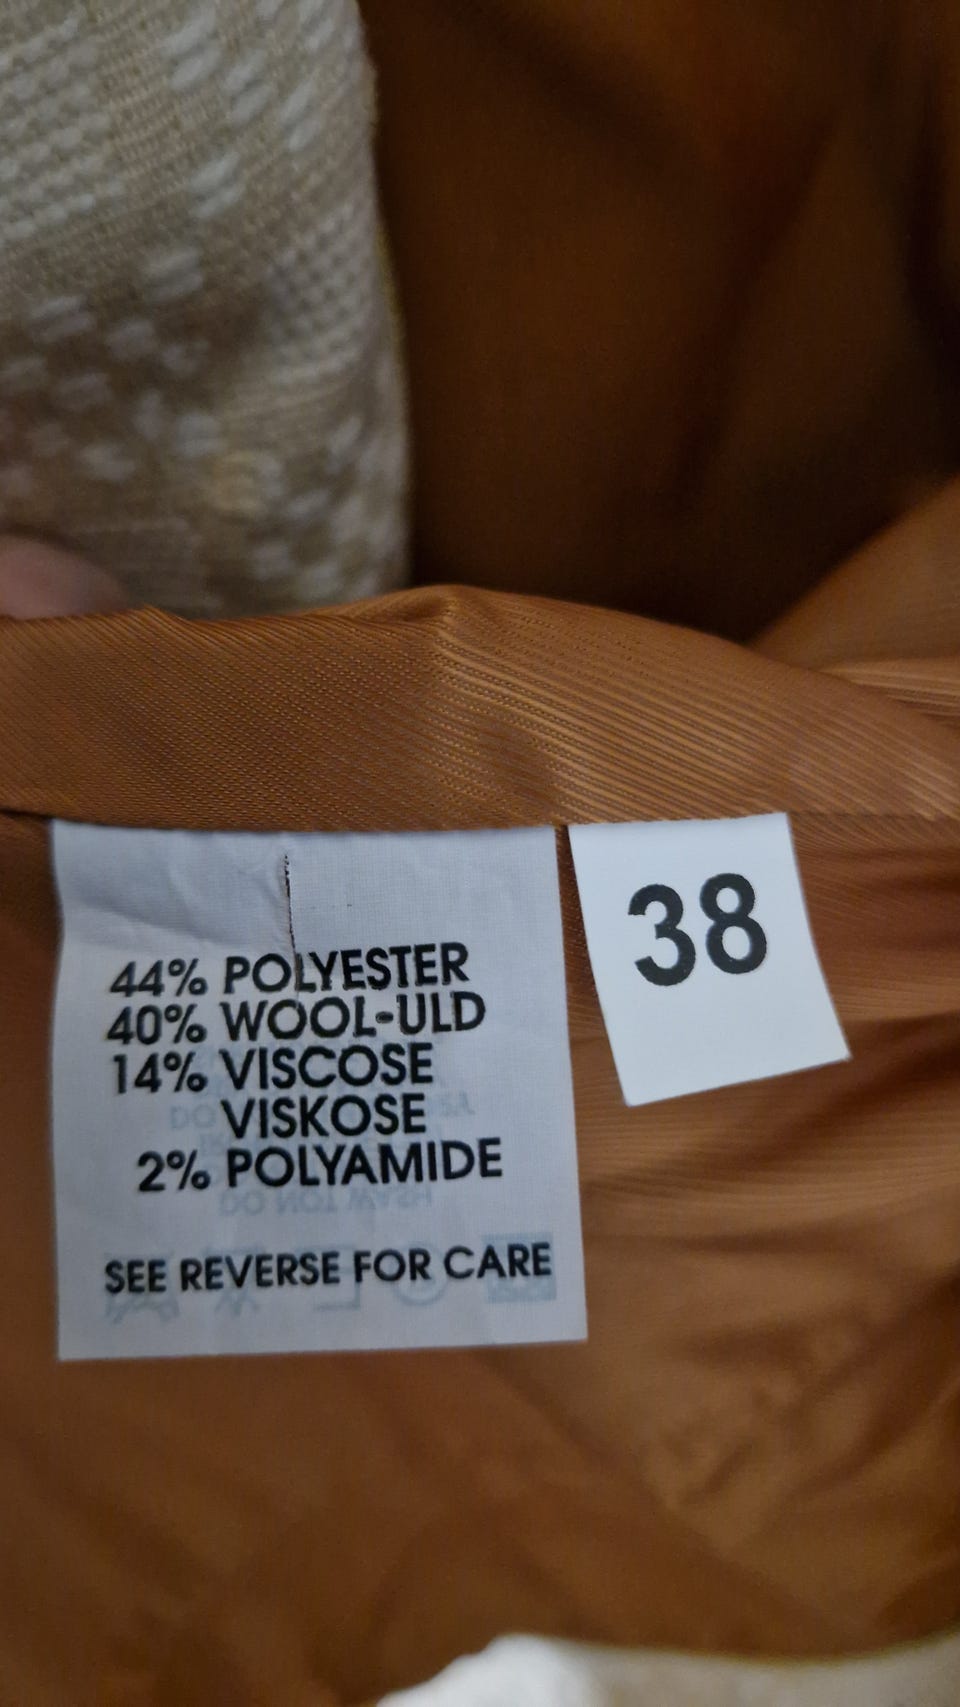 44% POLYESTER
40% WOOL-ULD
14% VISCOSE
VISKOSE
2% POLYAMIDE
SEE REVERSE FOR CARE
38